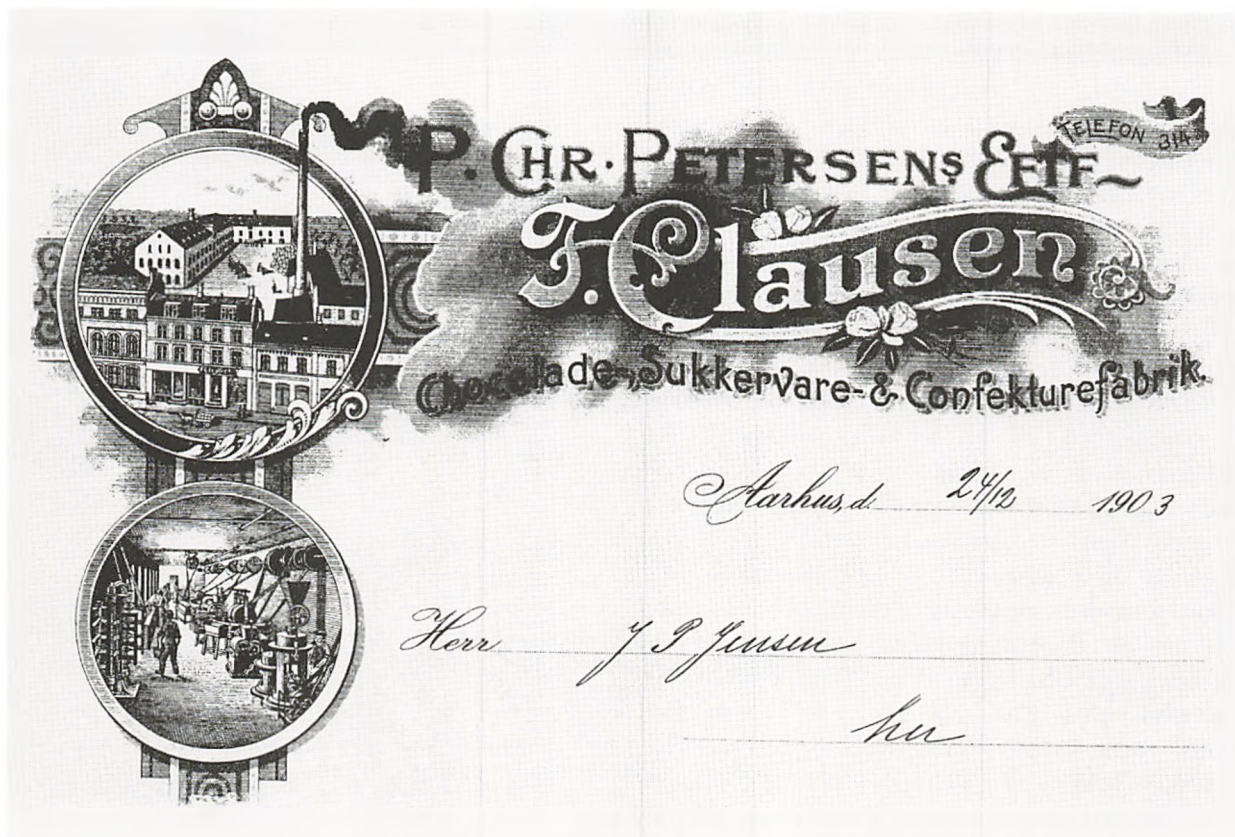 TELEFON 314.
P. CHR. PETERSENS EFTF.
F. Clausen
Chocolade-, Sukkervare- & Confekturefabrik.
Aarhus, d. 24/12 1903
Herr J P Jensen
her